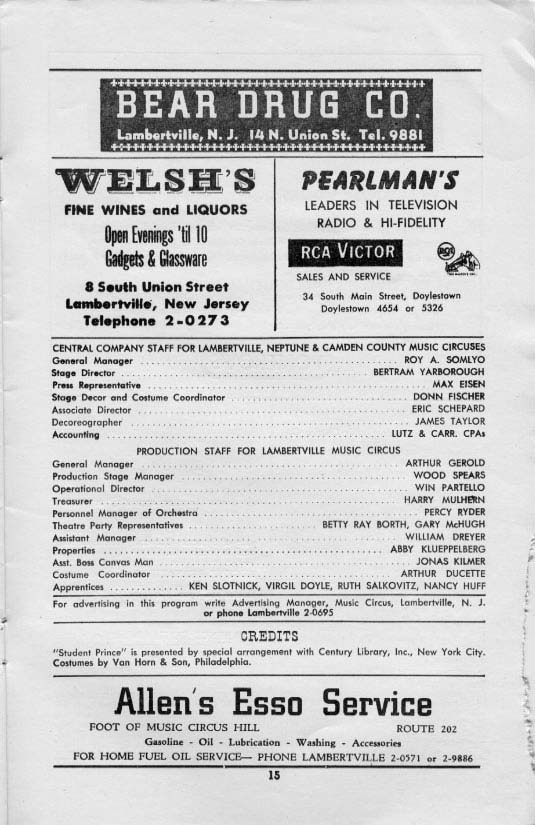 BEAR DRUG CO.
Lambertville, N. J. 14 N. Union St. Tel. 9881
WELSH'S
FINE WINES and LIQUORS
Open Evenings 'til 10
Gadgets & Glassware
8 South Union Street
Lambertville, New Jersey
Telephone 2-0273
PEARLMAN'S
LEADERS IN TELEVISION
RADIO & HI-FIDELITY
RCA VICTOR
RCA
SALES AND SERVICE
34 South Main Street, Doylestown
Doylestown 4654 or 5326
CENTRAL COMPANY STAFF FOR LAMBERTVILLE, NEPTUNE & CAMDEN COUNTY MUSIC CIRCUSES
General Manager ROY A. SOMLYO
Stage Director BERTRAM YARBOROUGH
Press Representative MAX EISEN
Stage Decor and Costume Coordinator DONN FISCHER
Associate Director ERIC SCHEPARD
Decoreographer JAMES TAYLOR
Accounting LUTZ & CARR. CPAs
PRODUCTION STAFF FOR LAMBERTVILLE MUSIC CIRCUS
General Manager ARTHUR GEROLD
Production Stage Manager WOOD SPEARS
Operational Director WIN PARTELLO
Treasurer HARRY MULHERN
Personnel Manager of Orchestra PERCY RYDER
Theatre Party Representatives BETTY RAY BORTH, GARY McHUGH
Assistant Manager WILLIAM DREYER
Properties ABBY KLUEPPELBERG
Asst. Boss Canvas Man JONAS KILMER
Costume Coordinator ARTHUR DUCETTE
Apprentices KEN SLOTNICK, VIRGIL DOYLE, RUTH SALKOVITZ, NANCY HUFF
For advertising in this program write Advertising Manager, Music Circus, Lambertville, N. J.
or phone Lambertville 2-0695
CREDITS
"Student Prince" is presented by special arrangement with Century Library, Inc., New York City.
Costumes by Van Horn & Son, Philadelphia.
Allen's Esso Service
FOOT OF MUSIC CIRCUS HILL ROUTE 202
Gasoline - Oil - Lubrication - Washing - Accessories
FOR HOME FUEL OIL SERVICE— PHONE LAMBERTVILLE 2-0571 or 2-9886
15